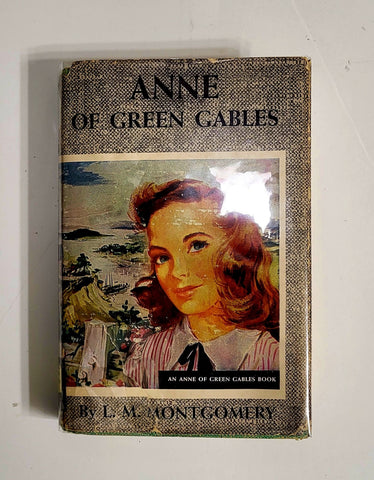 ANNE
OF GREEN GABLES
AN ANNE OF GREEN GABLES BOOK
By L. M. MONTGOMERY